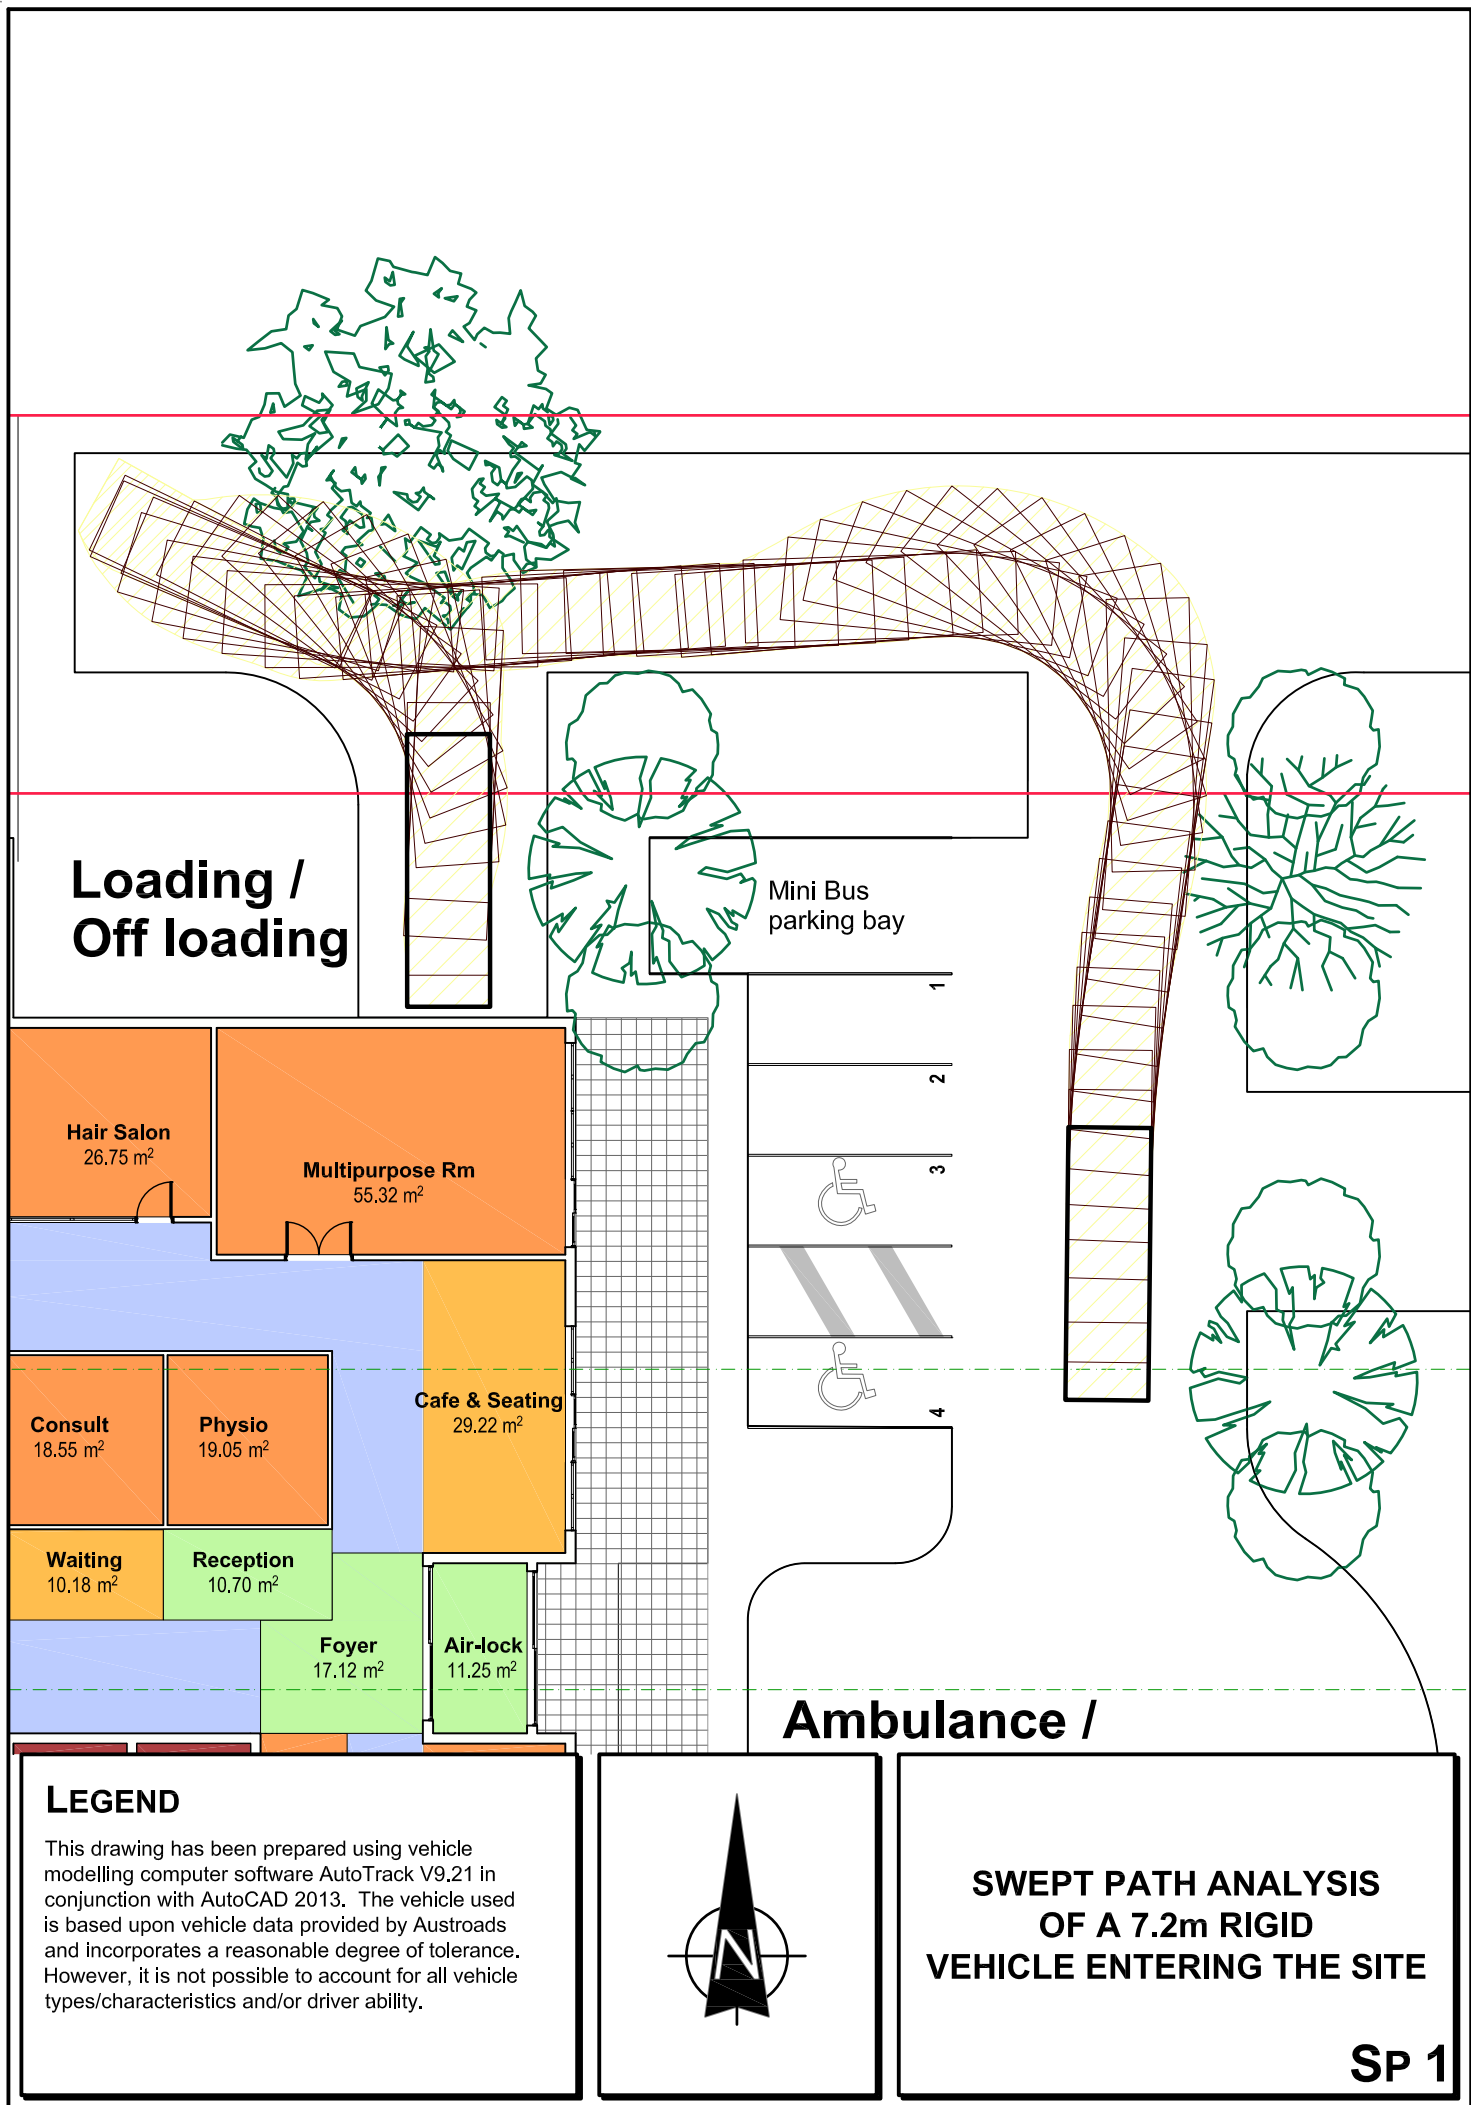 Loading /
Off loading
Mini Bus
parking bay
1
2
3
4
Hair Salon
26.75 m²
Multipurpose Rm
55.32 m²
Cafe & Seating
29.22 m²
Consult
18.55 m²
Physio
19.05 m²
Waiting
10.18 m²
Reception
10.70 m²
Foyer
17.12 m²
Air-lock
11.25 m²
Ambulance /
LEGEND
This drawing has been prepared using vehicle
modelling computer software AutoTrack V9.21 in
conjunction with AutoCAD 2013. The vehicle used
is based upon vehicle data provided by Austroads
and incorporates a reasonable degree of tolerance.
However, it is not possible to account for all vehicle
types/characteristics and/or driver ability.
N
SWEPT PATH ANALYSIS
OF A 7.2m RIGID
VEHICLE ENTERING THE SITE
SP 1